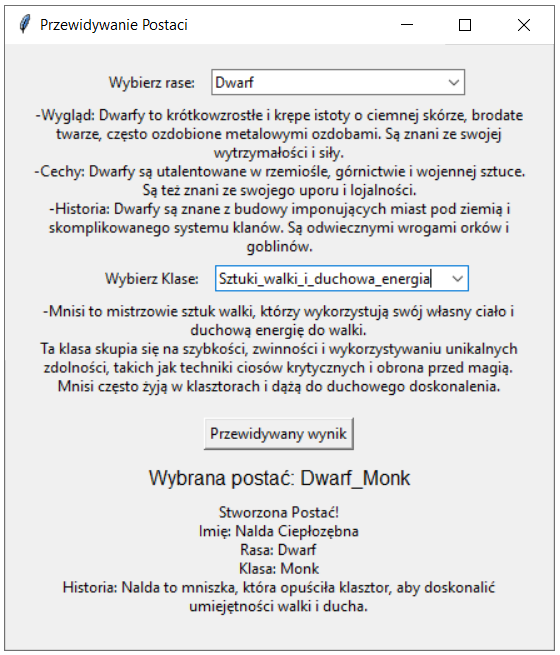 Przewidywanie Postaci
Wybierz rase: Dwarf
-Wygląd: Dwarfy to krótkowzrostłe i krępe istoty o ciemnej skórze, brodate
twarze, często ozdobione metalowymi ozdobami. Są znani ze swojej
wytrzymałości i siły.
-Cechy: Dwarfy są utalentowane w rzemiośle, górnictwie i wojennej sztuce.
Są też znani ze swojego uporu i lojalności.
-Historia: Dwarfy są znane z budowy imponujących miast pod ziemią i
skomplikowanego systemu klanów. Są odwiecznymi wrogami orków i
goblinów.
Wybierz Klase: Sztuki_walki_i_duchowa_energia
-Mnisi to mistrzowie sztuk walki, którzy wykorzystują swój własny ciało i
duchową energię do walki.
Ta klasa skupia się na szybkości, zwinności i wykorzystywaniu unikalnych
zdolności, takich jak techniki ciosów krytycznych i obrona przed magią.
Mnisi często żyją w klasztorach i dążą do duchowego doskonalenia.
Przewidywany wynik
Wybrana postać: Dwarf_Monk
Stworzona Postać!
Imię: Nalda Ciepłozębna
Rasa: Dwarf
Klasa: Monk
Historia: Nalda to mniszka, która opuściła klasztor, aby doskonalić
umiejętności walki i ducha.